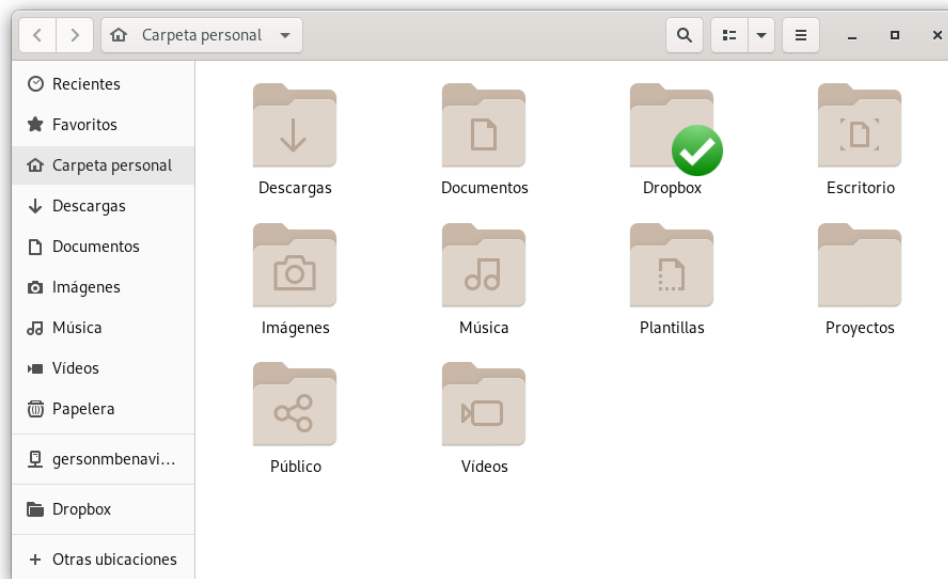 Carpeta personal
Recientes
Favoritos
Carpeta personal
Descargas
Documentos
Imágenes
Música
Vídeos
Papelera
gersonmbenavi...
Dropbox
Otras ubicaciones
Descargas
Documentos
Dropbox
Escritorio
Imágenes
Música
Plantillas
Proyectos
Público
Vídeos